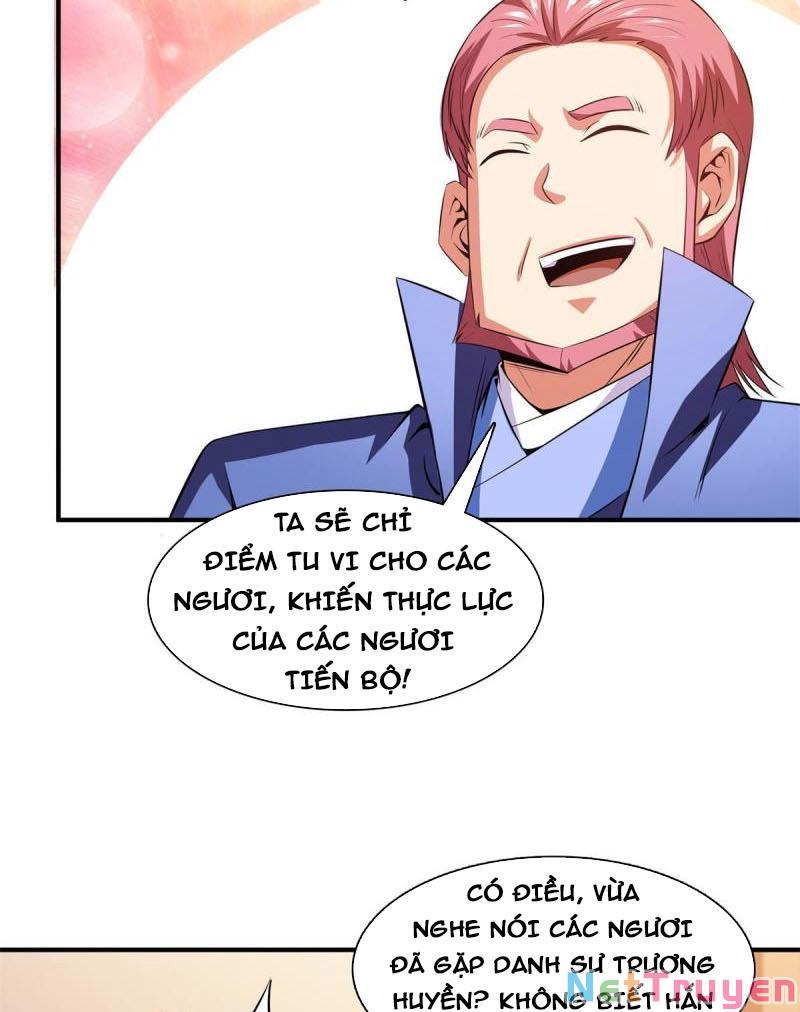 TA SẼ CHỈ
ĐIỂM TU VI CHO CÁC
NGƯƠI, KHIẾN THỰC LỰC
CỦA CÁC NGƯƠI
TIẾN BỘ!
CÓ ĐIỀU, VỪA
NGHE NÓI CÁC NGƯƠI
ĐÃ GẶP DANH SƯ TRƯƠNG
HUYỀN? KHÔNG BIẾT HẮN
NetTruyen